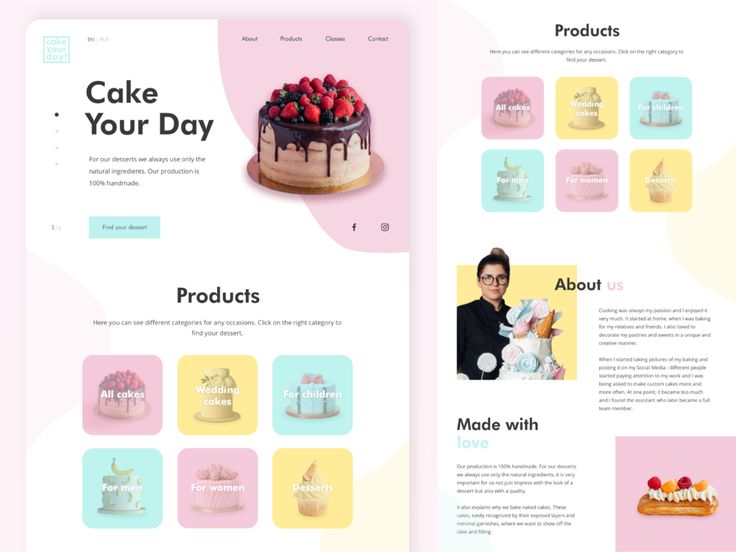 cake
your
day!
EN / RUS
About
Products
Classes
Contact
Cake
Your Day
For our desserts we always use only the
natural ingredients. Our production is
100% handmade.
Find your dessert
Products
Here you can see different categories for any occasions. Click on the right category to
find your dessert.
All cakes
Wedding
cakes
For children
For men
For women
Desserts
Products
Here you can see different categories for any occasions. Click on the right category to
find your dessert.
All cakes
Wedding
cakes
For children
For men
For women
Desserts
About us
Cooking was always my passion and I enjoyed it
very much. It started at home, when I was baking
for my relatives and friends. I also loved to
decorate my pastries and sweets in a unique and
creative manner.
When I started taking pictures of my baking and
posting it on my Social Media - different people
started paying attention to my work and I was
being asked to make custom cakes more and
more often. At one point, it became too much
and I found the assistant who later became a full
team member.
Made with
love
Our production is 100% handmade. For our desserts
we always use only the natural ingredients, it is very
important for us not just impress with the look of a
dessert but also with a quality.
It also explains why we bake naked cakes. These
cakes, easily recognized by their exposed layers and
minimal garnishes, where we want to show off the
cake and filling.